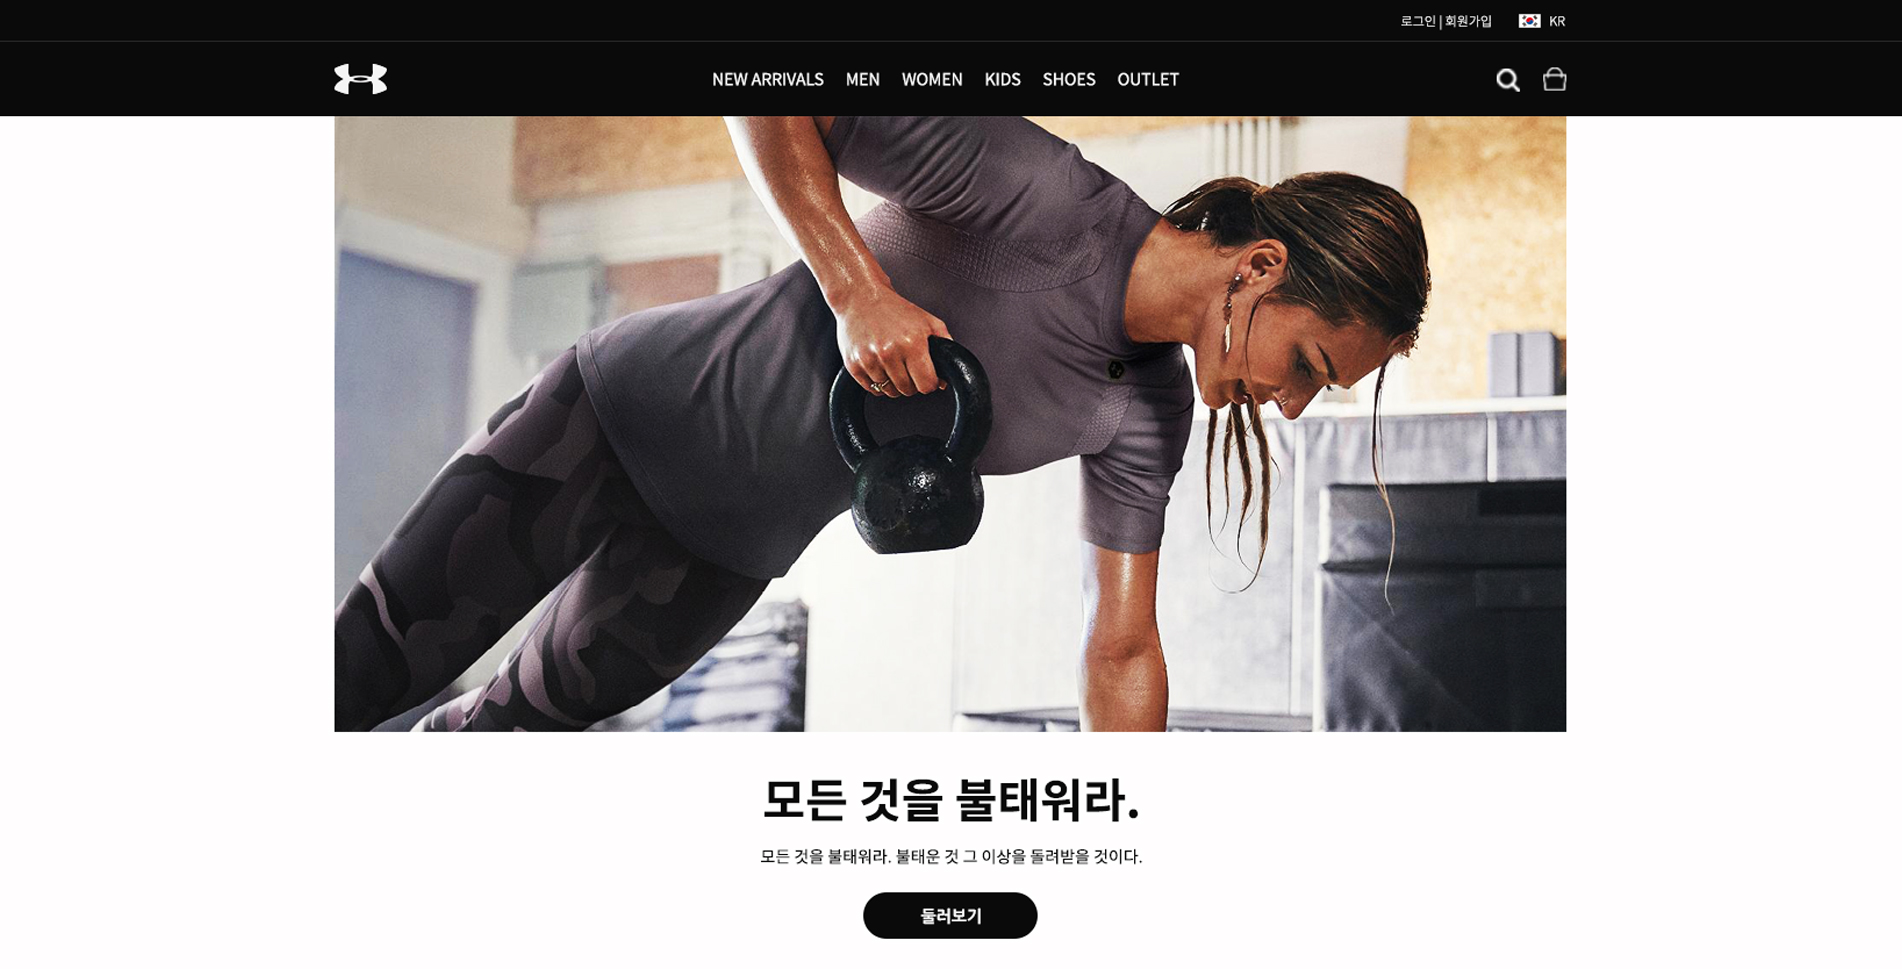 로그인 | 회원가입 KR
NEW ARRIVALS MEN WOMEN KIDS SHOES OUTLET
모든 것을 불태워라.
모든 것을 불태워라. 불태운 것 그 이상을 돌려받을 것이다.
둘러보기